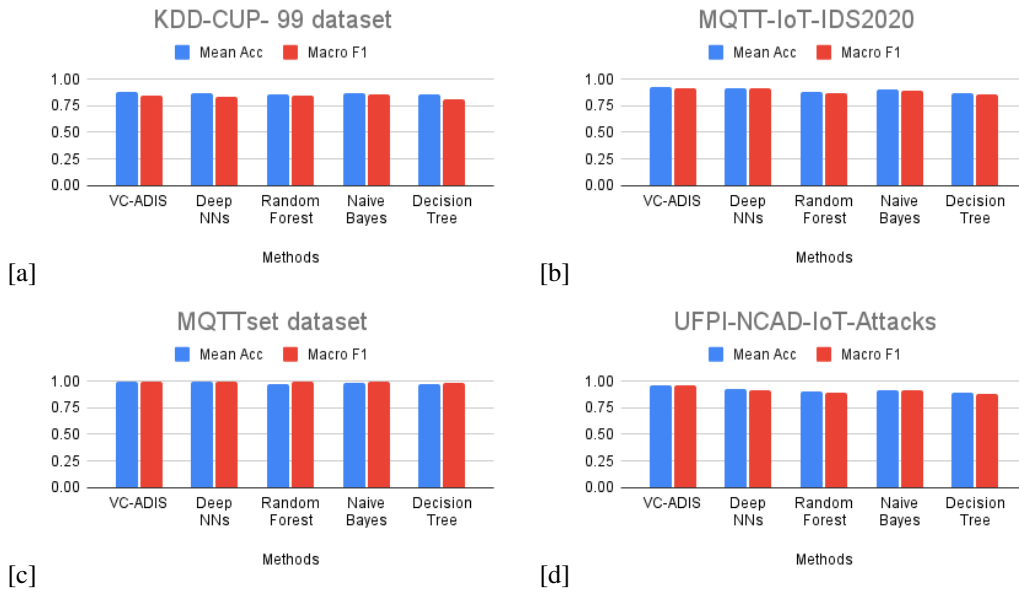 KDD-CUP- 99 dataset
Mean Acc Macro F1
1.00
0.75
0.50
0.25
0.00
VC-ADIS Deep NNs Random Forest Naive Bayes Decision Tree
Methods
[a]
MQTT-IoT-IDS2020
Mean Acc Macro F1
1.00
0.75
0.50
0.25
0.00
VC-ADIS Deep NNs Random Forest Naive Bayes Decision Tree
Methods
[b]
MQTTset dataset
Mean Acc Macro F1
1.00
0.75
0.50
0.25
0.00
VC-ADIS Deep NNs Random Forest Naive Bayes Decision Tree
Methods
[c]
UFPI-NCAD-IoT-Attacks
Mean Acc Macro F1
1.00
0.75
0.50
0.25
0.00
VC-ADIS Deep NNs Random Forest Naive Bayes Decision Tree
Methods
[d]